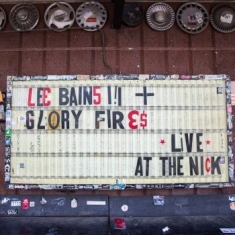 LEE BAINS III +
GLORY FIRES
LIVE
AT THE NICK